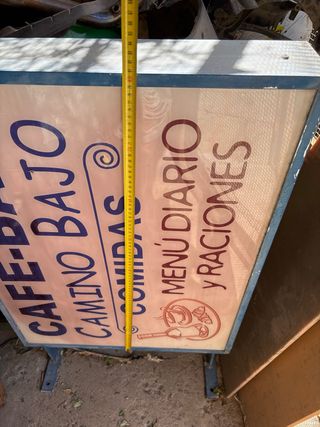 CAFE-BA
CAMINO BAJO
COMIDAS
MENÚ DIARIO
y RACIONES